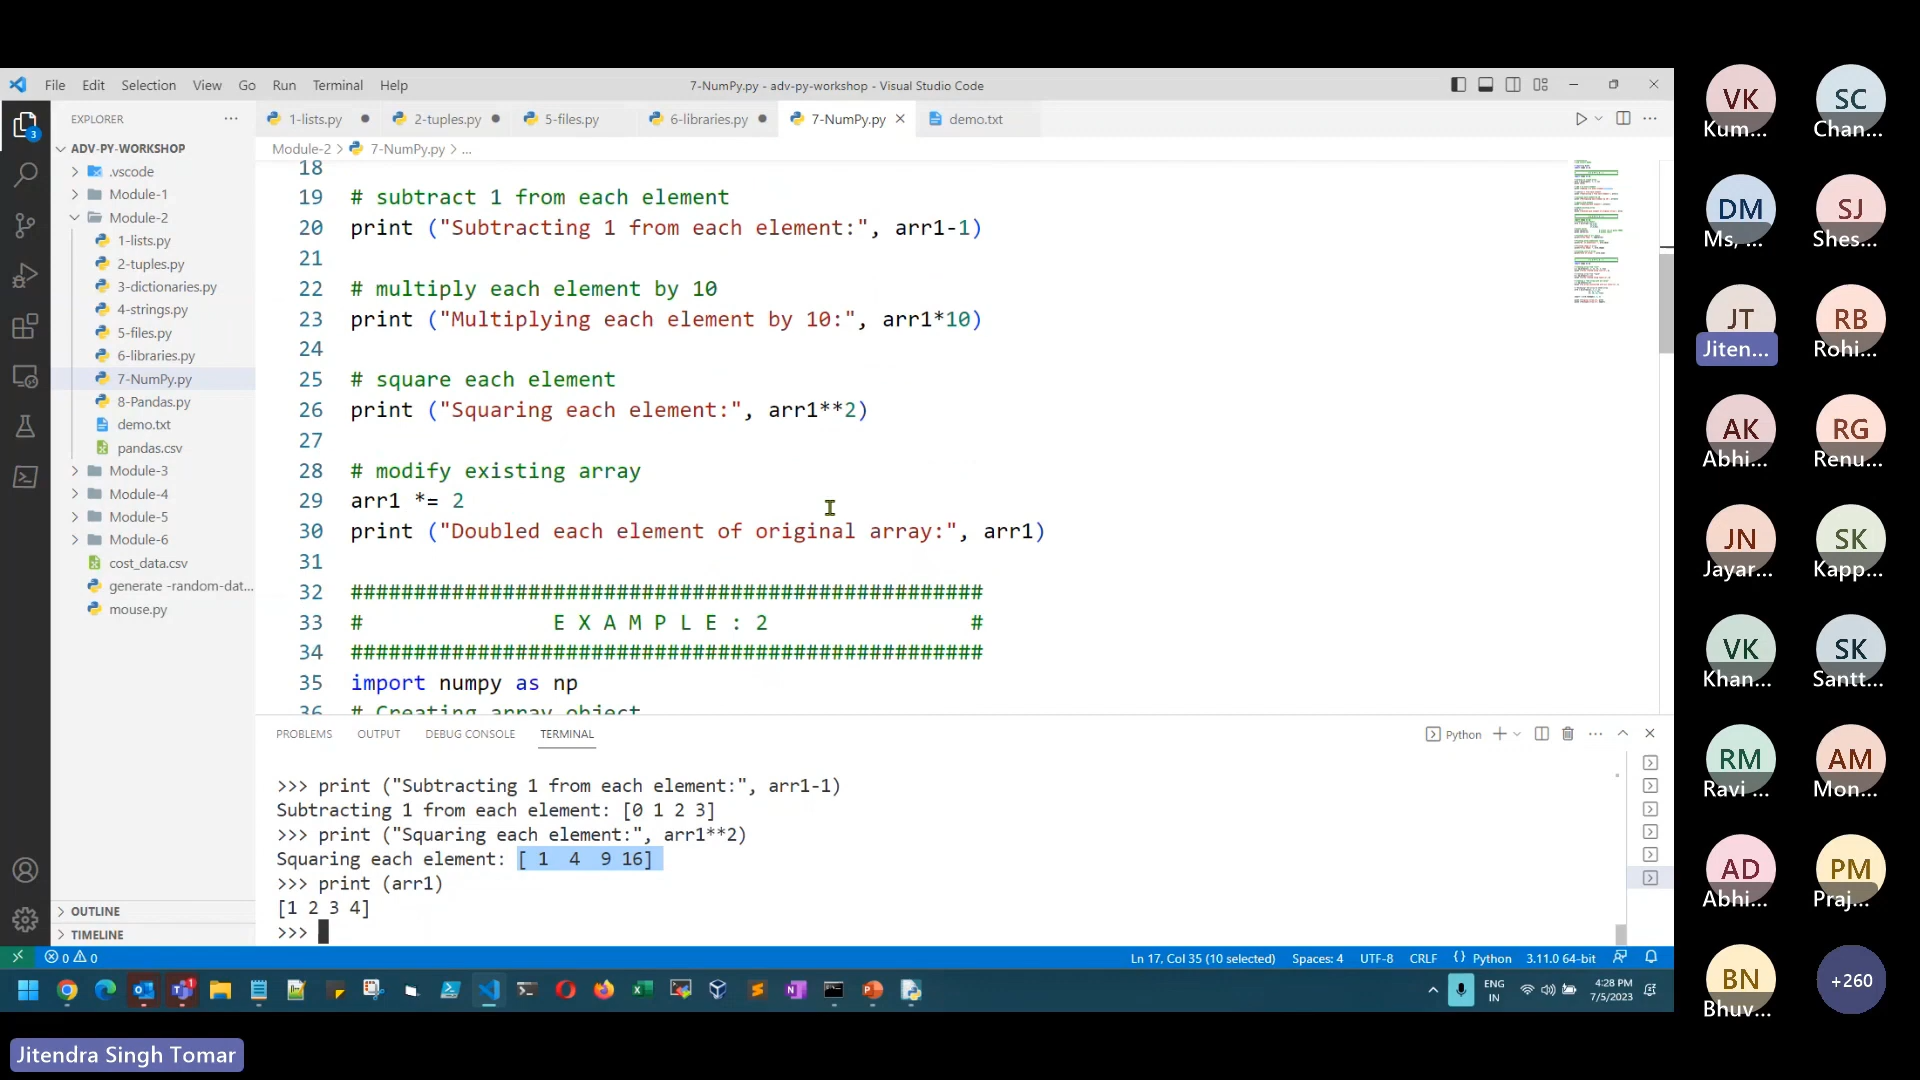 File Edit Selection View Go Run Terminal Help
7-NumPy.py - adv-py-workshop - Visual Studio Code
EXPLORER
1-lists.py
2-tuples.py
5-files.py
6-libraries.py
7-NumPy.py
demo.txt
ADV-PY-WORKSHOP
.vscode
Module-1
Module-2
1-lists.py
2-tuples.py
3-dictionaries.py
4-strings.py
5-files.py
6-libraries.py
7-NumPy.py
8-Pandas.py
demo.txt
pandas.csv
Module-3
Module-4
Module-5
Module-6
cost_data.csv
generate -random-dat...
mouse.py
OUTLINE
TIMELINE
3
Module-2 > 7-NumPy.py > ...
18
19 # subtract 1 from each element
20 print ("Subtracting 1 from each element:", arr1-1)
21
22 # multiply each element by 10
23 print ("Multiplying each element by 10:", arr1*10)
24
25 # square each element
26 print ("Squaring each element:", arr1**2)
27
28 # modify existing array
29 arr1 *= 2
30 print ("Doubled each element of original array:", arr1)
31
32 ##################################################
33 # E X A M P L E : 2 #
34 ##################################################
35 import numpy as np
36 # Creating array object
PROBLEMS OUTPUT DEBUG CONSOLE TERMINAL
Python
>>> print ("Subtracting 1 from each element:", arr1-1)
Subtracting 1 from each element: [0 1 2 3]
>>> print ("Squaring each element:", arr1**2)
Squaring each element: [ 1 4 9 16]
>>> print (arr1)
[1 2 3 4]
>>>
0 0
Ln 17, Col 35 (10 selected) Spaces: 4 UTF-8 CRLF Python 3.11.0 64-bit
ENG
IN
4:28 PM
7/5/2023
VK
Kum...
SC
Chan...
DM
Ms, ...
SJ
Shes...
JT
Jiten...
RB
Rohi...
AK
Abhi...
RG
Renu...
JN
Jayar...
SK
Kapp...
VK
Khan...
SK
Santt...
RM
Ravi ...
AM
Mon...
AD
Abhi...
PM
Praj...
BN
Bhuv...
+260
Jitendra Singh Tomar